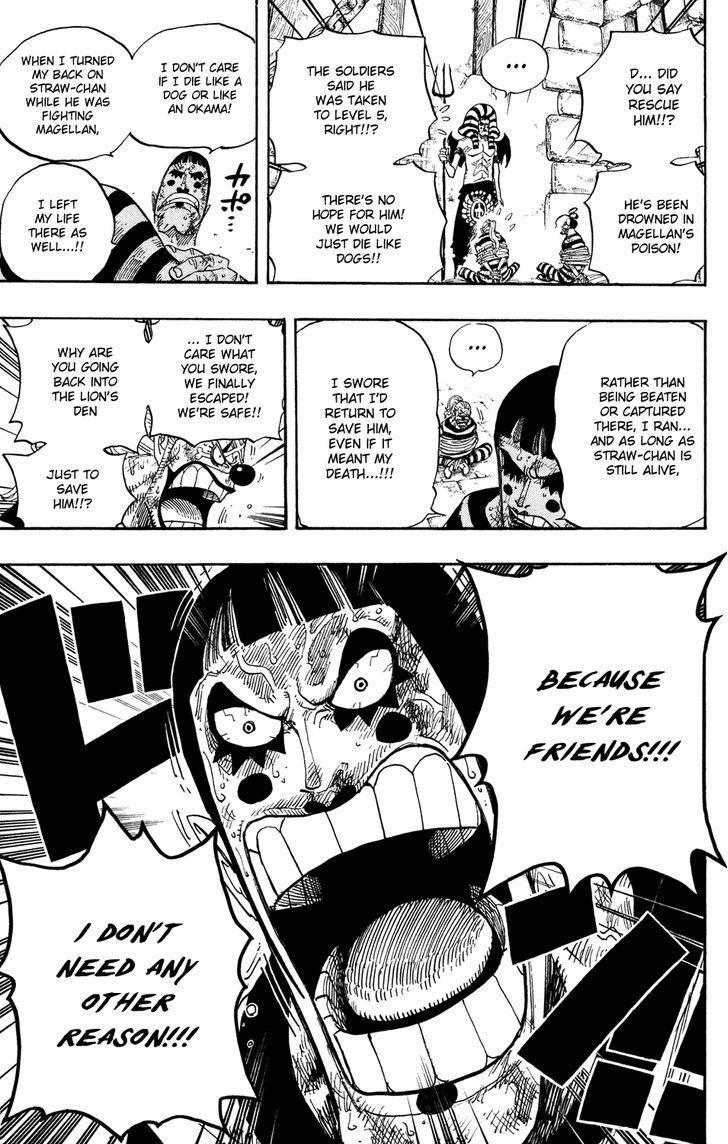 D... DID
YOU SAY
RESCUE
HIM!!?
HE'S BEEN
DROWNED IN
MAGELLAN'S
POISON!
...
THE SOLDIERS
SAID HE
WAS TAKEN
TO LEVEL 5,
RIGHT!!?
THERE'S NO
HOPE FOR HIM!
WE WOULD
JUST DIE LIKE
DOGS!!
I DON'T CARE
IF I DIE LIKE A
DOG OR LIKE
AN OKAMA!
WHEN I TURNED
MY BACK ON
STRAW-CHAN
WHILE HE WAS
FIGHTING
MAGELLAN,
I LEFT
MY LIFE
THERE AS
WELL...!!
RATHER THAN
BEING BEATEN
OR CAPTURED
THERE, I RAN...
AND AS LONG AS
STRAW-CHAN
IS STILL ALIVE,
...
I SWORE
THAT I'D
RETURN TO
SAVE HIM,
EVEN IF IT
MEANT MY
DEATH...!!!
... I DON'T
CARE WHAT
YOU SWORE,
WE FINALLY
ESCAPED!
WE'RE SAFE!!
WHY ARE
YOU GOING
BACK INTO
THE LION'S
DEN
JUST TO
SAVE
HIM!!?
BECAUSE
WE'RE
FRIENDS!!!
I DON'T
NEED ANY
OTHER
REASON!!!